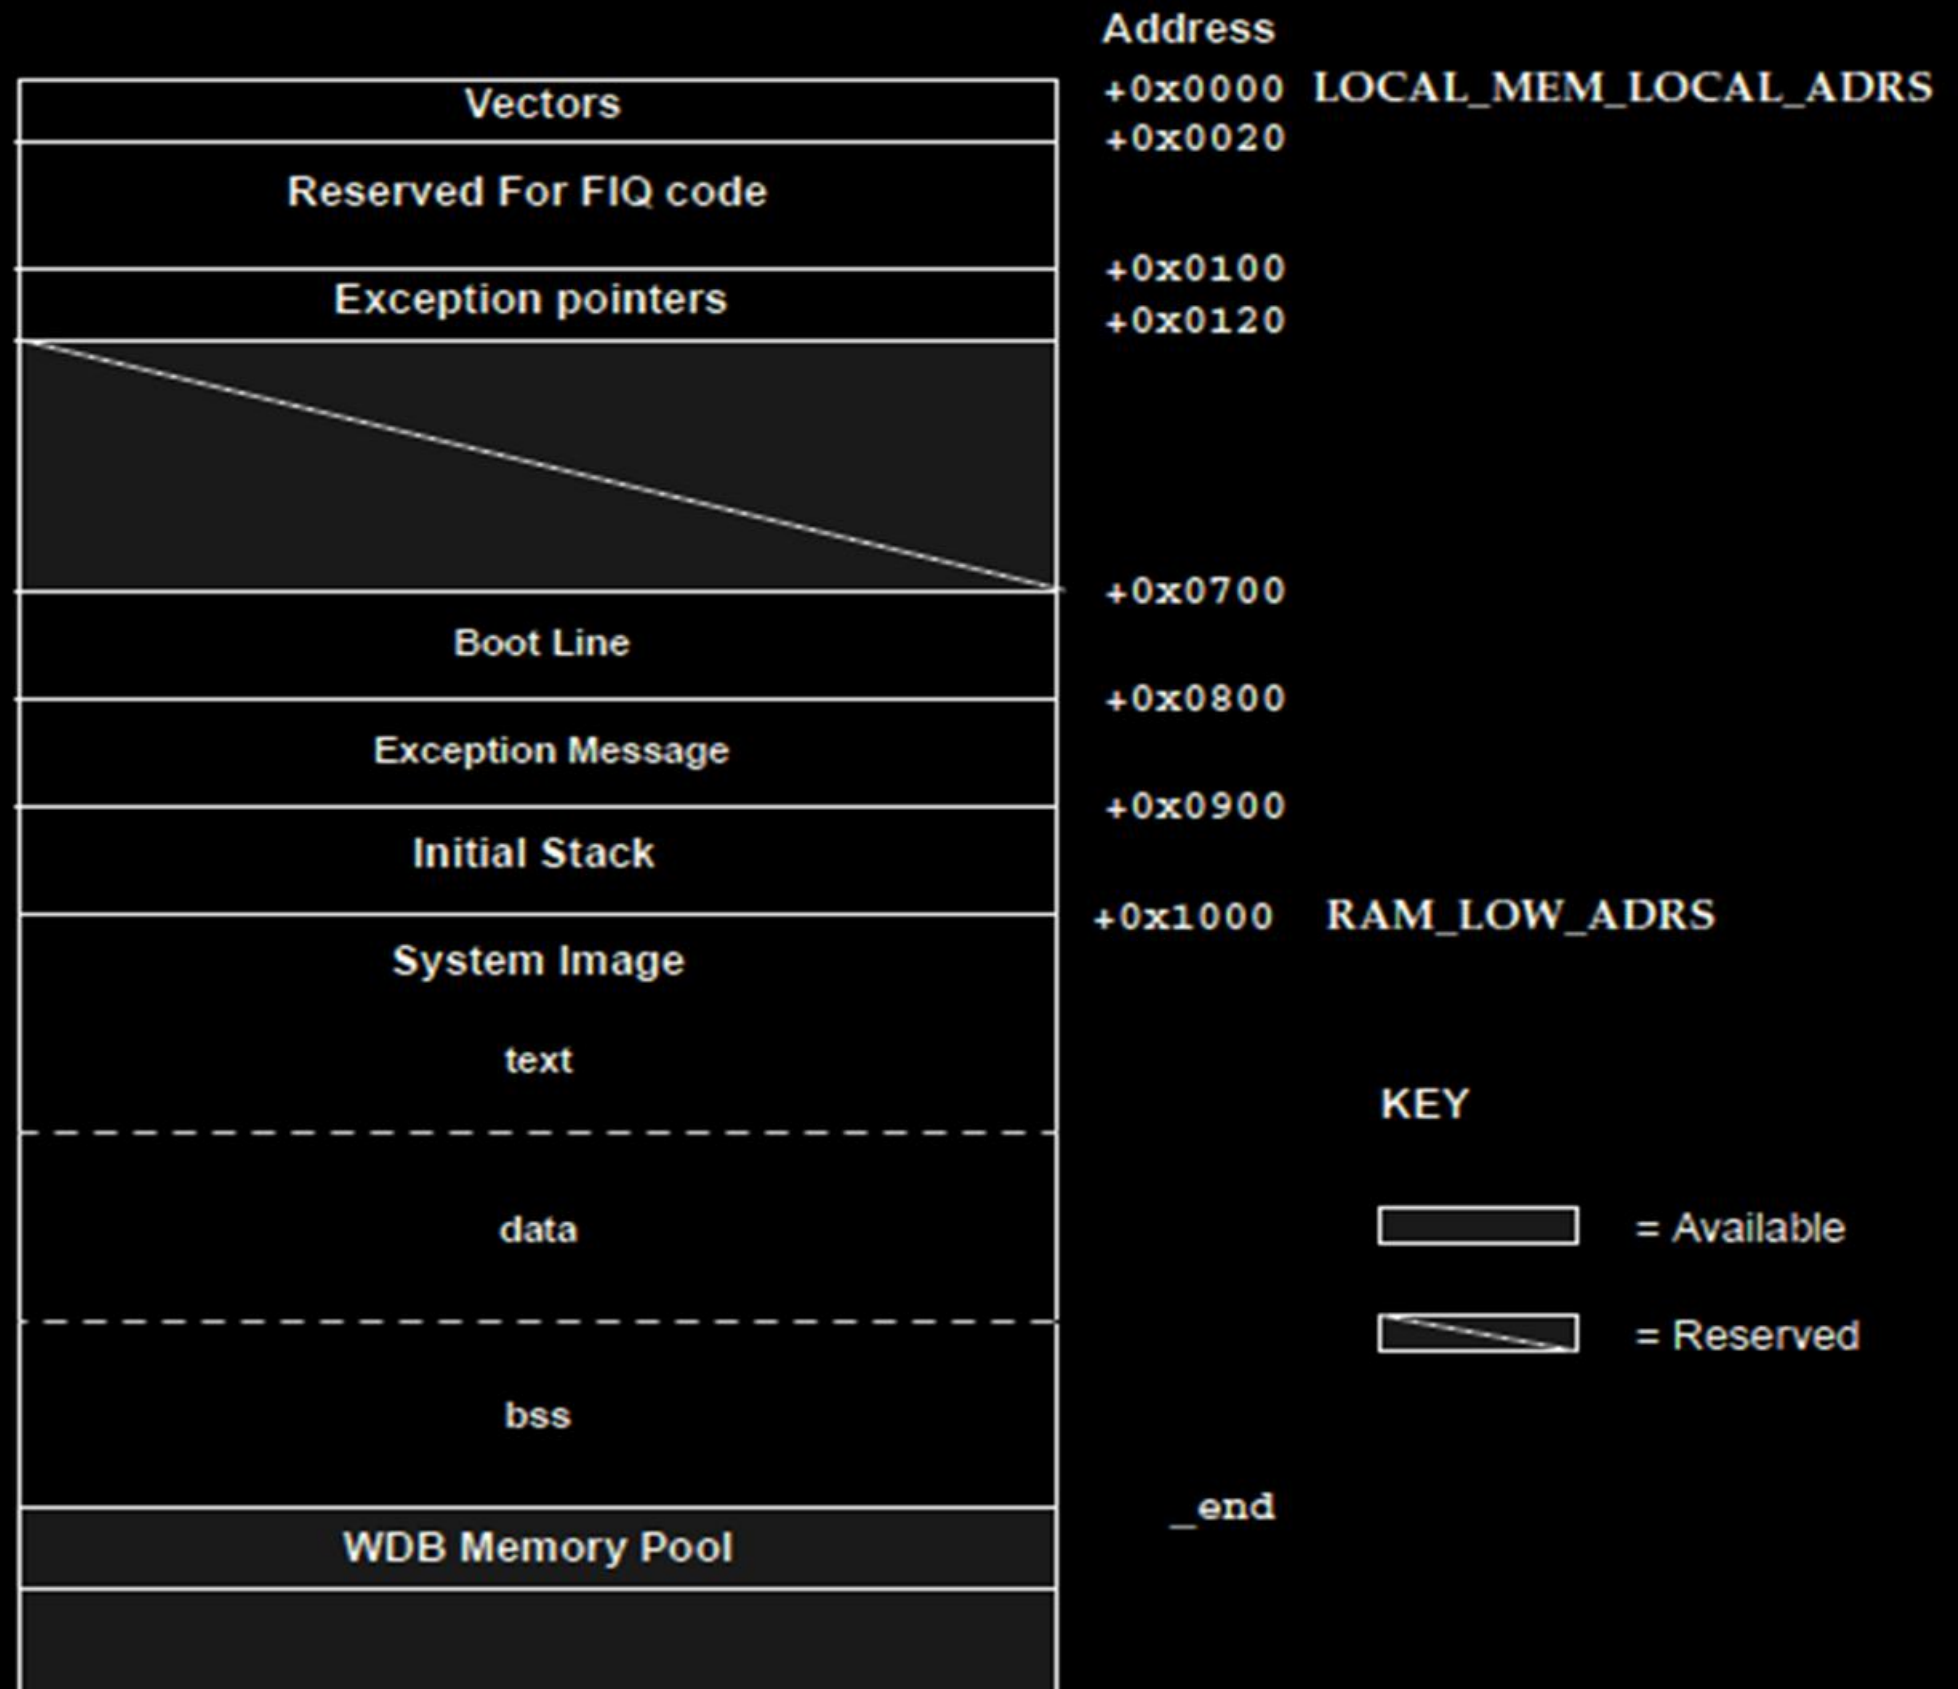 Address
Vectors
+0x0000 LOCAL_MEM_LOCAL_ADRS
+0x0020
Reserved For FIQ code
+0x0100
Exception pointers
+0x0120
+0x0700
Boot Line
+0x0800
Exception Message
+0x0900
Initial Stack
+0x1000 RAM_LOW_ADRS
System Image
text
KEY
data
= Available
= Reserved
bss
_end
WDB Memory Pool